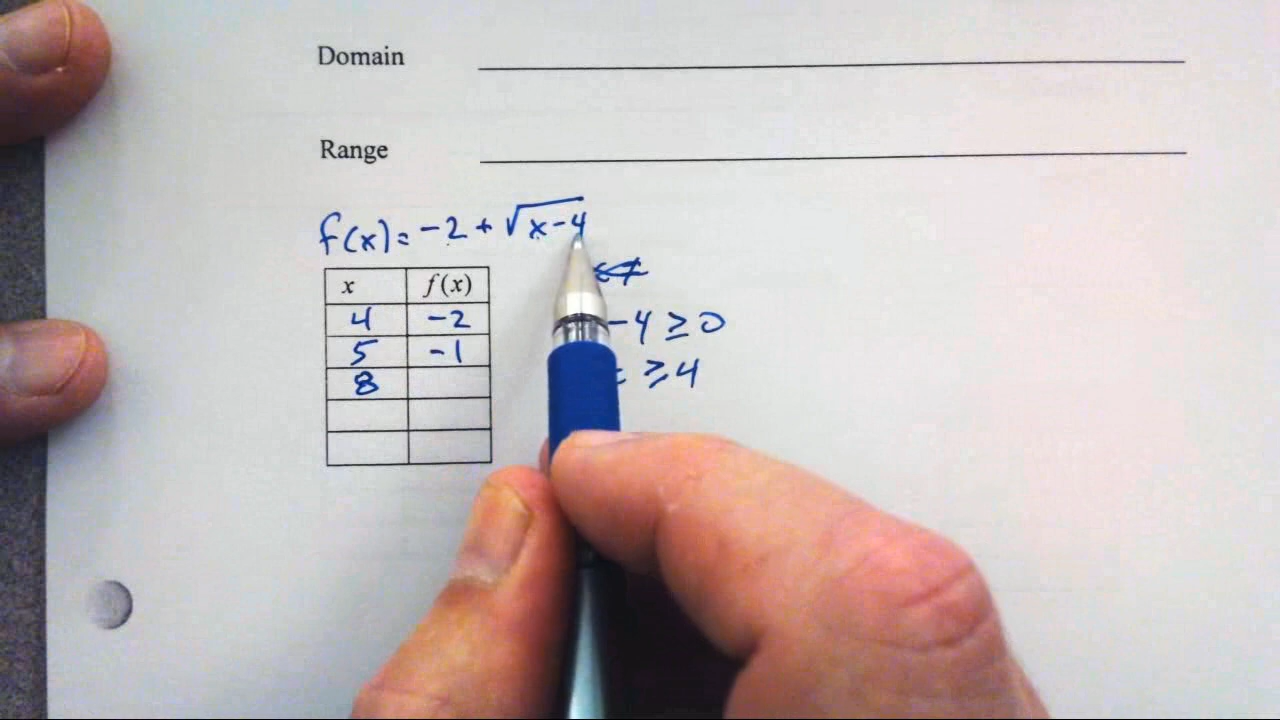 Domain
Range
f(x) = -2 + √x-4
x f(x)
4 -2
5 -1
8
-4 ≥ 0
≥ 4